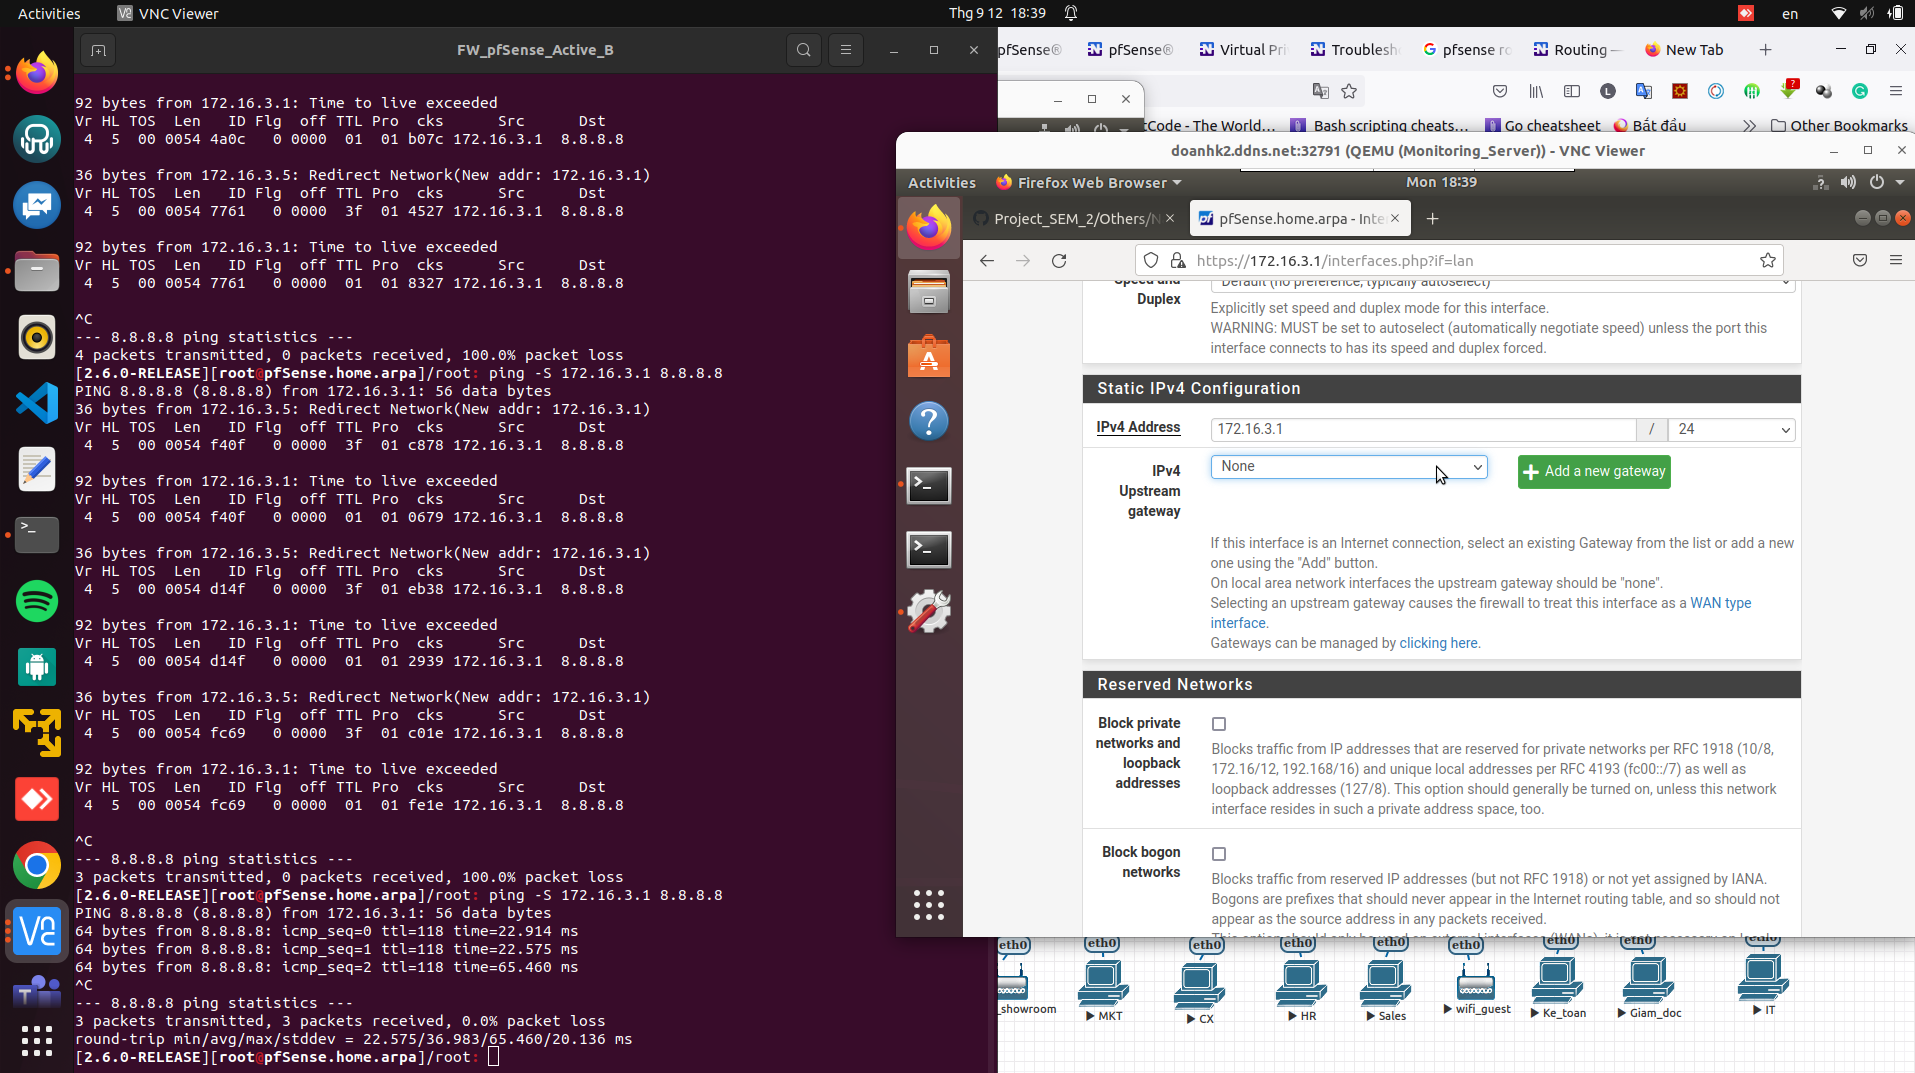 Activities
VNC Viewer
Thg 9 12 18:39
en
FW_pfSense_Active_B
92 bytes from 172.16.3.1: Time to live exceeded
Vr HL TOS Len ID Flg off TTL Pro cks Src Dst
4 5 00 0054 4a0c 0 0000 01 01 b07c 172.16.3.1 8.8.8.8
36 bytes from 172.16.3.5: Redirect Network(New addr: 172.16.3.1)
Vr HL TOS Len ID Flg off TTL Pro cks Src Dst
4 5 00 0054 7761 0 0000 3f 01 4527 172.16.3.1 8.8.8.8
92 bytes from 172.16.3.1: Time to live exceeded
Vr HL TOS Len ID Flg off TTL Pro cks Src Dst
4 5 00 0054 7761 0 0000 01 01 8327 172.16.3.1 8.8.8.8
^C
--- 8.8.8.8 ping statistics ---
4 packets transmitted, 0 packets received, 100.0% packet loss
[2.6.0-RELEASE][root@pfSense.home.arpa]/root: ping -S 172.16.3.1 8.8.8.8
PING 8.8.8.8 (8.8.8.8) from 172.16.3.1: 56 data bytes
36 bytes from 172.16.3.5: Redirect Network(New addr: 172.16.3.1)
Vr HL TOS Len ID Flg off TTL Pro cks Src Dst
4 5 00 0054 f40f 0 0000 3f 01 c878 172.16.3.1 8.8.8.8
92 bytes from 172.16.3.1: Time to live exceeded
Vr HL TOS Len ID Flg off TTL Pro cks Src Dst
4 5 00 0054 f40f 0 0000 01 01 0679 172.16.3.1 8.8.8.8
36 bytes from 172.16.3.5: Redirect Network(New addr: 172.16.3.1)
Vr HL TOS Len ID Flg off TTL Pro cks Src Dst
4 5 00 0054 d14f 0 0000 3f 01 eb38 172.16.3.1 8.8.8.8
92 bytes from 172.16.3.1: Time to live exceeded
Vr HL TOS Len ID Flg off TTL Pro cks Src Dst
4 5 00 0054 d14f 0 0000 01 01 2939 172.16.3.1 8.8.8.8
36 bytes from 172.16.3.5: Redirect Network(New addr: 172.16.3.1)
Vr HL TOS Len ID Flg off TTL Pro cks Src Dst
4 5 00 0054 fc69 0 0000 3f 01 c01e 172.16.3.1 8.8.8.8
92 bytes from 172.16.3.1: Time to live exceeded
Vr HL TOS Len ID Flg off TTL Pro cks Src Dst
4 5 00 0054 fc69 0 0000 01 01 fe1e 172.16.3.1 8.8.8.8
^C
--- 8.8.8.8 ping statistics ---
3 packets transmitted, 0 packets received, 100.0% packet loss
[2.6.0-RELEASE][root@pfSense.home.arpa]/root: ping -S 172.16.3.1 8.8.8.8
PING 8.8.8.8 (8.8.8.8) from 172.16.3.1: 56 data bytes
64 bytes from 8.8.8.8: icmp_seq=0 ttl=118 time=22.914 ms
64 bytes from 8.8.8.8: icmp_seq=1 ttl=118 time=22.575 ms
64 bytes from 8.8.8.8: icmp_seq=2 ttl=118 time=65.460 ms
^C
--- 8.8.8.8 ping statistics ---
3 packets transmitted, 3 packets received, 0.0% packet loss
round-trip min/avg/max/stddev = 22.575/36.983/65.460/20.136 ms
[2.6.0-RELEASE][root@pfSense.home.arpa]/root:
pfSense®
pfSense®
Virtual Pri
Troublesh
pfsense ro
Routing —
New Tab
tCode - The World...
Bash scripting cheats...
Go cheatsheet
Bắt đầu
Other Bookmarks
doanhk2.ddns.net:32791 (QEMU (Monitoring_Server)) - VNC Viewer
Activities
Firefox Web Browser
Mon 18:39
Project_SEM_2/Others/N
pfSense.home.arpa - Inte
https://172.16.3.1/interfaces.php?if=lan
Speed and Duplex
Default (no preference, typically autoselect)
Explicitly set speed and duplex mode for this interface.
WARNING: MUST be set to autoselect (automatically negotiate speed) unless the port this
interface connects to has its speed and duplex forced.
Static IPv4 Configuration
IPv4 Address
172.16.3.1
/
24
IPv4
Upstream
gateway
None
Add a new gateway
If this interface is an Internet connection, select an existing Gateway from the list or add a new
one using the "Add" button.
On local area network interfaces the upstream gateway should be "none".
Selecting an upstream gateway causes the firewall to treat this interface as a WAN type
interface.
Gateways can be managed by clicking here.
Reserved Networks
Block private
networks and
loopback
addresses
Blocks traffic from IP addresses that are reserved for private networks per RFC 1918 (10/8,
172.16/12, 192.168/16) and unique local addresses per RFC 4193 (fc00::/7) as well as
loopback addresses (127/8). This option should generally be turned on, unless this network
interface resides in such a private address space, too.
Block bogon
networks
Blocks traffic from reserved IP addresses (but not RFC 1918) or not yet assigned by IANA.
Bogons are prefixes that should never appear in the Internet routing table, and so should not
appear as the source address in any packets received.
eth0
eth0
eth0
eth0
eth0
eth0
eth0
eth0
eth0
_showroom
MKT
CX
HR
Sales
wifi_guest
Ke_toan
Giam_doc
IT